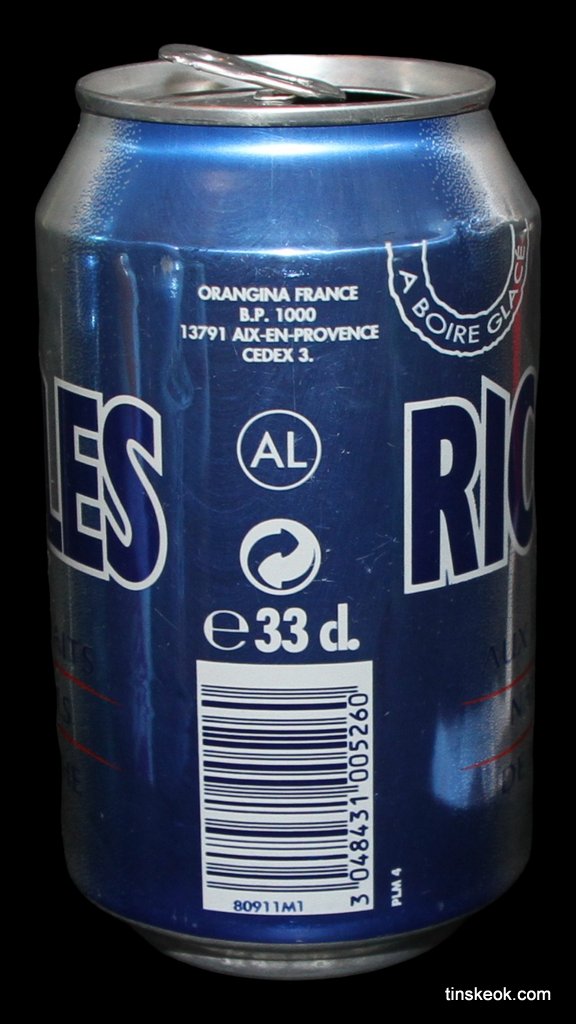 A BOIRE GLACÉ
ORANGINA FRANCE
B.P. 1000
13791 AIX-EN-PROVENCE
CEDEX 3.
LES
RIC
AL
e 33 cl.
3 048431 005260
80911M1
PLM 4
tinskeok.com